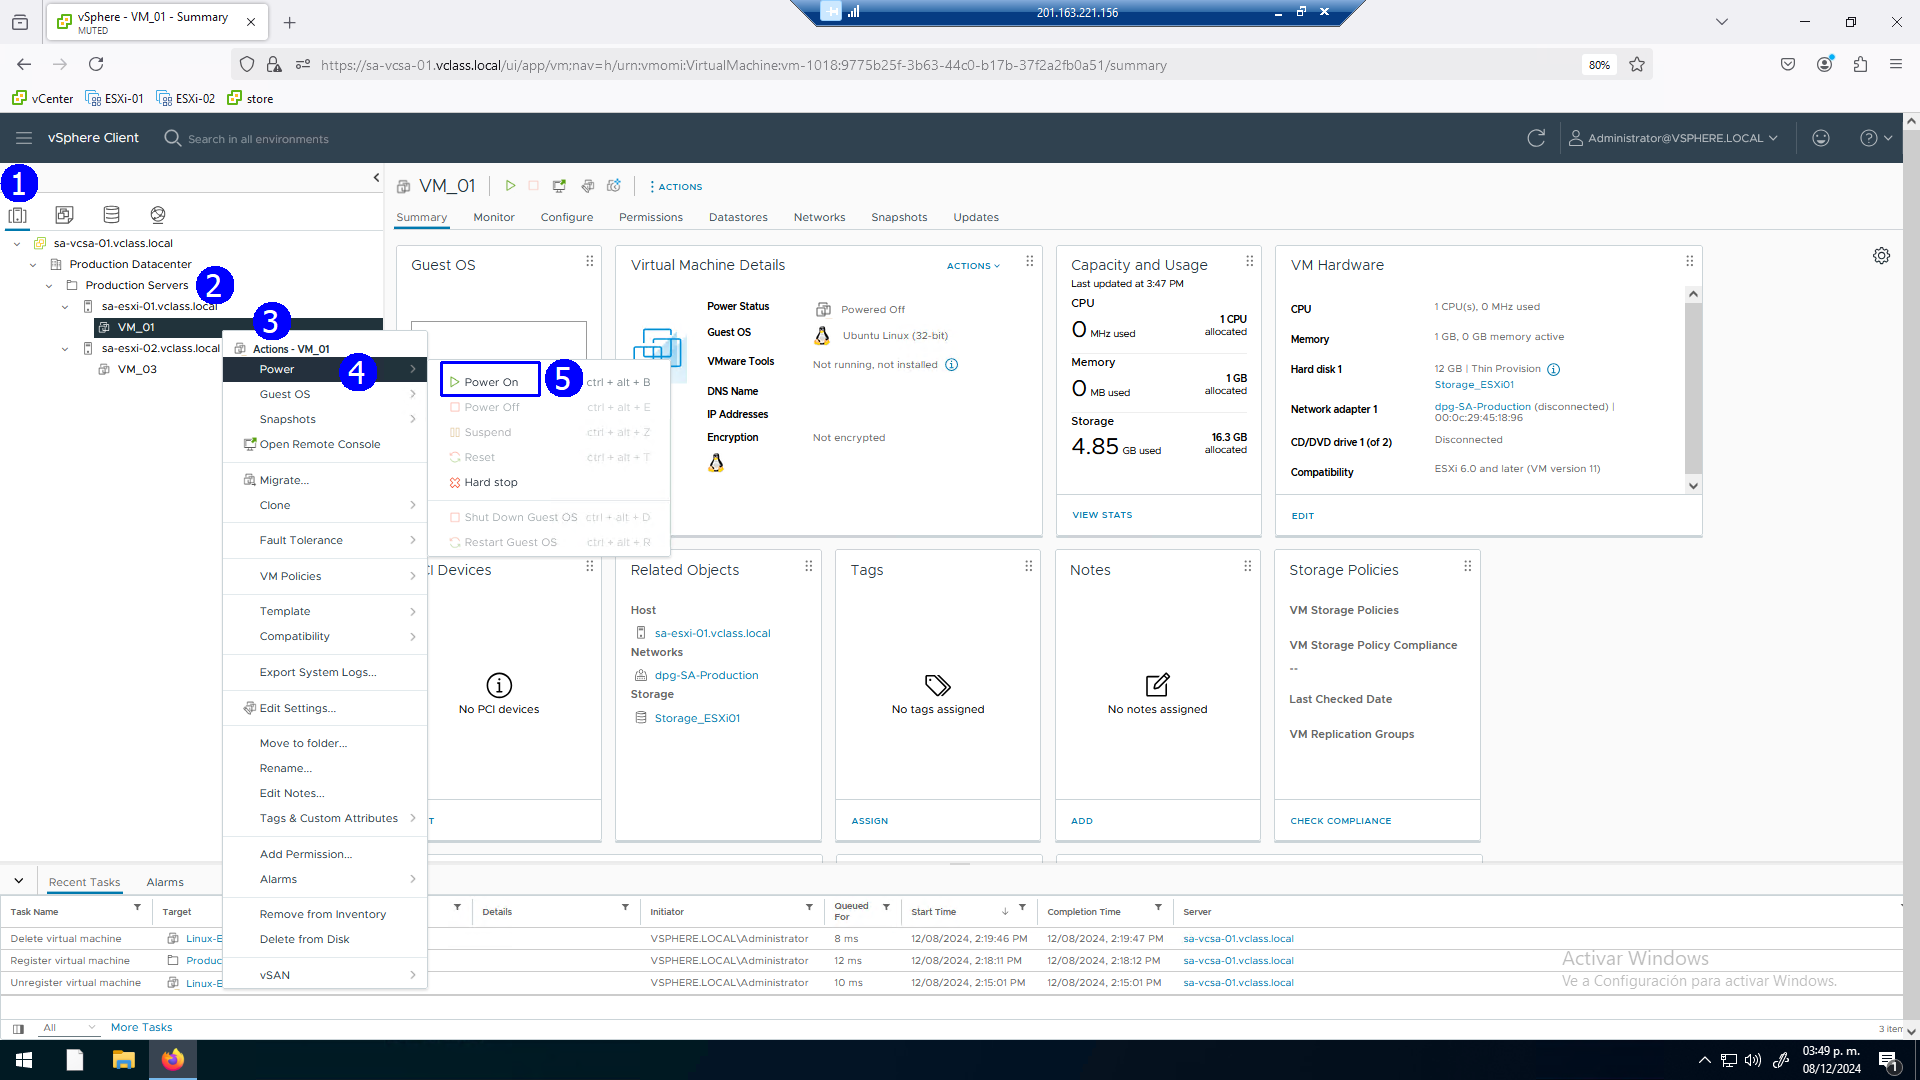 vSphere - VM_01 - Summary
MUTED
201.163.221.156
https://sa-vcsa-01.vclass.local/ui/app/vm;nav=h/urn:vmomi:VirtualMachine:vm-1018:9775b25f-3b63-44c0-b17b-37f2a2fb0a51/summary
80%
vCenter
ESXi-01
ESXi-02
store
vSphere Client
Search in all environments
Administrator@VSPHERE.LOCAL
1
sa-vcsa-01.vclass.local
Production Datacenter
Production Servers
2
sa-esxi-01.vclass.local
VM_01
3
sa-esxi-02.vclass.local
VM_03
Actions - VM_01
Power
4
Guest OS
Snapshots
Open Remote Console
Migrate...
Clone
Fault Tolerance
VM Policies
Template
Compatibility
Export System Logs...
Edit Settings...
Move to folder...
Rename...
Edit Notes...
Tags & Custom Attributes
Add Permission...
Alarms
Remove from Inventory
Delete from Disk
vSAN
Power On
5
ctrl + alt + B
Power Off ctrl + alt + E
Suspend ctrl + alt + Z
Reset ctrl + alt + T
Hard stop
Shut Down Guest OS ctrl + alt + D
Restart Guest OS ctrl + alt + R
VM_01
ACTIONS
Summary
Monitor
Configure
Permissions
Datastores
Networks
Snapshots
Updates
Guest OS
Virtual Machine Details
ACTIONS
Power Status Powered Off
Guest OS Ubuntu Linux (32-bit)
VMware Tools Not running, not installed
DNS Name
IP Addresses
Encryption Not encrypted
Capacity and Usage
Last updated at 3:47 PM
CPU
0 MHz used
1 CPU
allocated
Memory
0 MB used
1 GB
allocated
Storage
4.85 GB used
16.3 GB
allocated
VIEW STATS
VM Hardware
CPU 1 CPU(s), 0 MHz used
Memory 1 GB, 0 GB memory active
Hard disk 1 12 GB | Thin Provision
Storage_ESXi01
Network adapter 1 dpg-SA-Production (disconnected) |
00:0c:29:45:18:96
CD/DVD drive 1 (of 2) Disconnected
Compatibility ESXi 6.0 and later (VM version 11)
EDIT
CI Devices
No PCI devices
Related Objects
Host
sa-esxi-01.vclass.local
Networks
dpg-SA-Production
Storage
Storage_ESXi01
Tags
No tags assigned
ASSIGN
Notes
No notes assigned
ADD
Storage Policies
VM Storage Policies
VM Storage Policy Compliance
--
Last Checked Date
VM Replication Groups
CHECK COMPLIANCE
Recent Tasks
Alarms
Task Name
Target
Details
Initiator
Queued
For
Start Time
Completion Time
Server
Delete virtual machine Linux-E VSPHERE.LOCAL\Administrator 8 ms 12/08/2024, 2:19:46 PM 12/08/2024, 2:19:47 PM sa-vcsa-01.vclass.local
Register virtual machine Produc VSPHERE.LOCAL\Administrator 12 ms 12/08/2024, 2:18:11 PM 12/08/2024, 2:18:12 PM sa-vcsa-01.vclass.local
Unregister virtual machine Linux-E VSPHERE.LOCAL\Administrator 10 ms 12/08/2024, 2:15:01 PM 12/08/2024, 2:15:01 PM sa-vcsa-01.vclass.local
Activar Windows
Ve a Configuración para activar Windows.
All
More Tasks
3 item
03:49 p. m.
08/12/2024
1